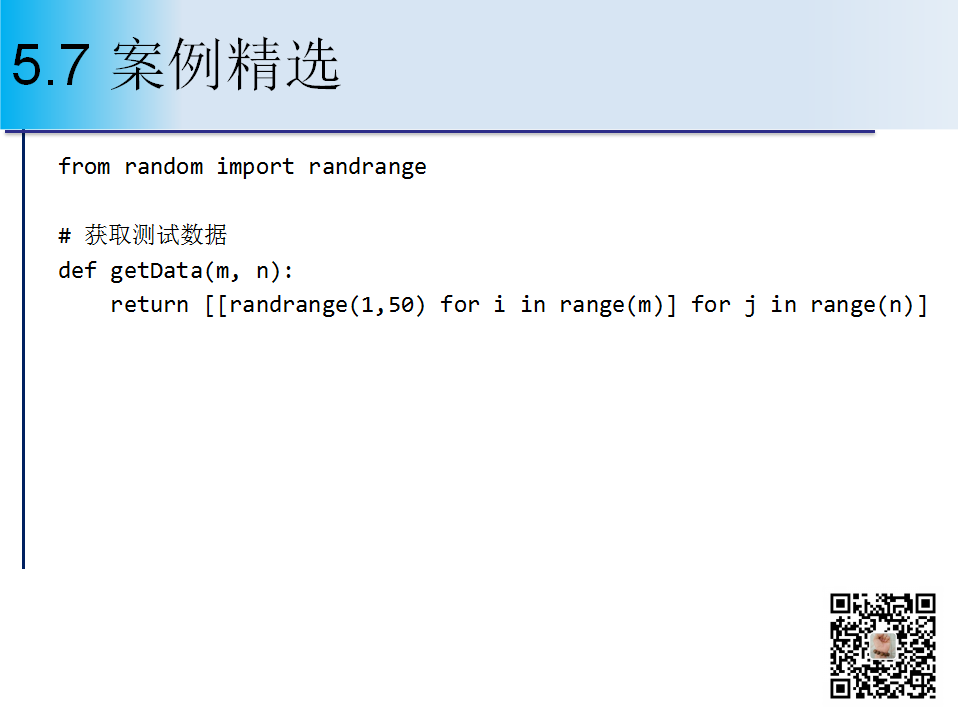 5.7 案例精选
from random import randrange
# 获取测试数据
def getData(m, n):
    return [[randrange(1,50) for i in range(m)] for j in range(n)]